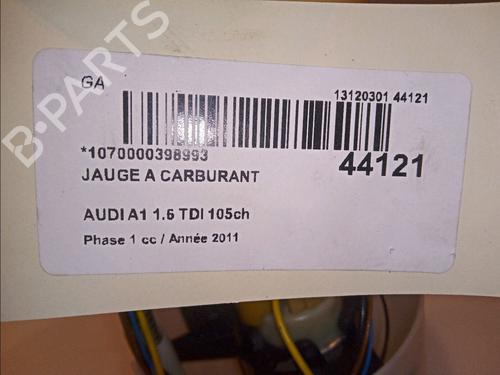 GA
13120301 44121
*1070000398993
44121
JAUGE A CARBURANT
AUDI A1 1.6 TDI 105ch
Phase 1 cc / Année 2011
B-PARTS